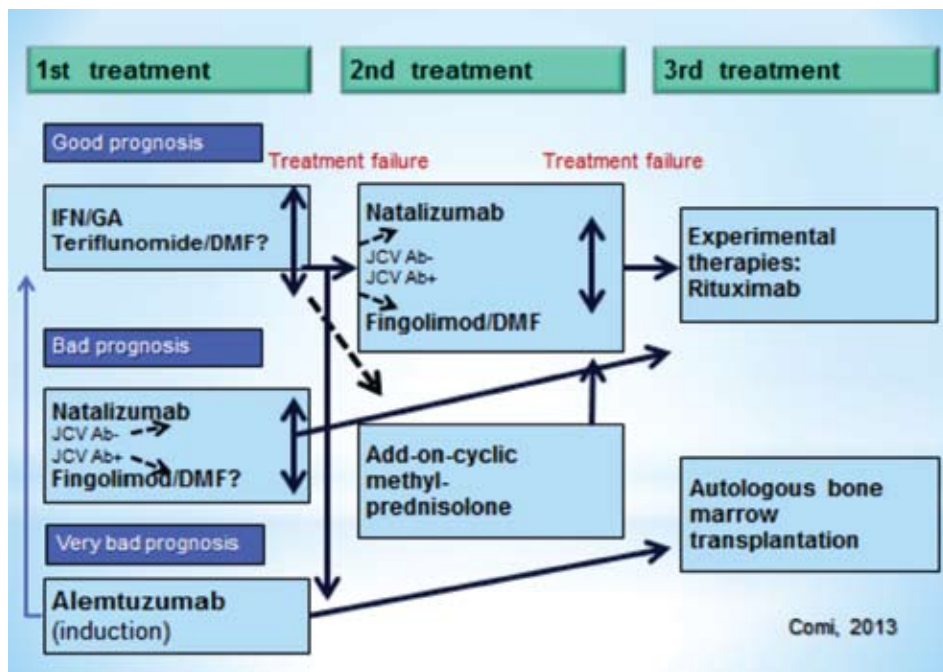 1st treatment
2nd treatment
3rd treatment
Good prognosis
Treatment failure
Treatment failure
IFN/GA
Teriflunomide/DMF?
Natalizumab
JCV Ab-
JCV Ab+
Fingolimod/DMF
Experimental
therapies:
Rituximab
Bad prognosis
Natalizumab
JCV Ab-
JCV Ab+
Fingolimod/DMF?
Add-on-cyclic
methyl-
prednisolone
Autologous bone
marrow
transplantation
Very bad prognosis
Alemtuzumab
(induction)
Comi, 2013